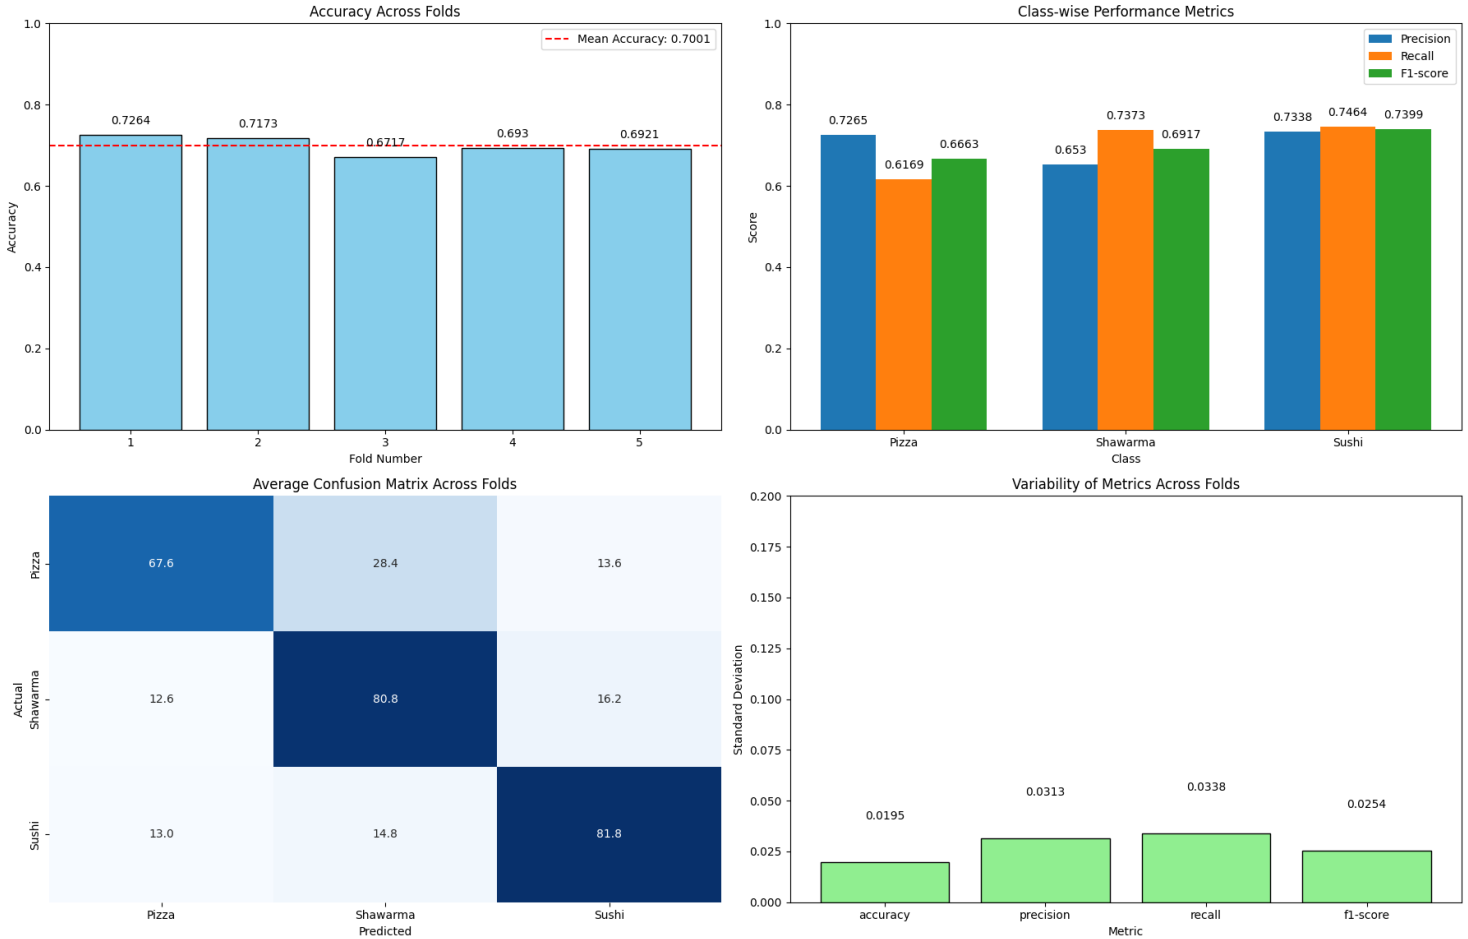 Accuracy Across Folds
1.0
0.8
0.6
0.4
0.2
0.0
Accuracy
Mean Accuracy: 0.7001
0.7264
0.7173
0.6717
0.693
0.6921
1 2 3 4 5
Fold Number
Class-wise Performance Metrics
1.0
0.8
0.6
0.4
0.2
0.0
Score
Precision
Recall
F1-score
0.7265
0.6169
0.6663
0.653
0.7373
0.6917
0.7338
0.7464
0.7399
Pizza Shawarma Sushi
Class
Average Confusion Matrix Across Folds
Actual
Pizza
67.6 28.4 13.6
Shawarma
12.6 80.8 16.2
Sushi
13.0 14.8 81.8
Pizza Shawarma Sushi
Predicted
Variability of Metrics Across Folds
0.200
0.175
0.150
0.125
0.100
0.075
0.050
0.025
0.000
Standard Deviation
0.0195
0.0313
0.0338
0.0254
accuracy precision recall f1-score
Metric